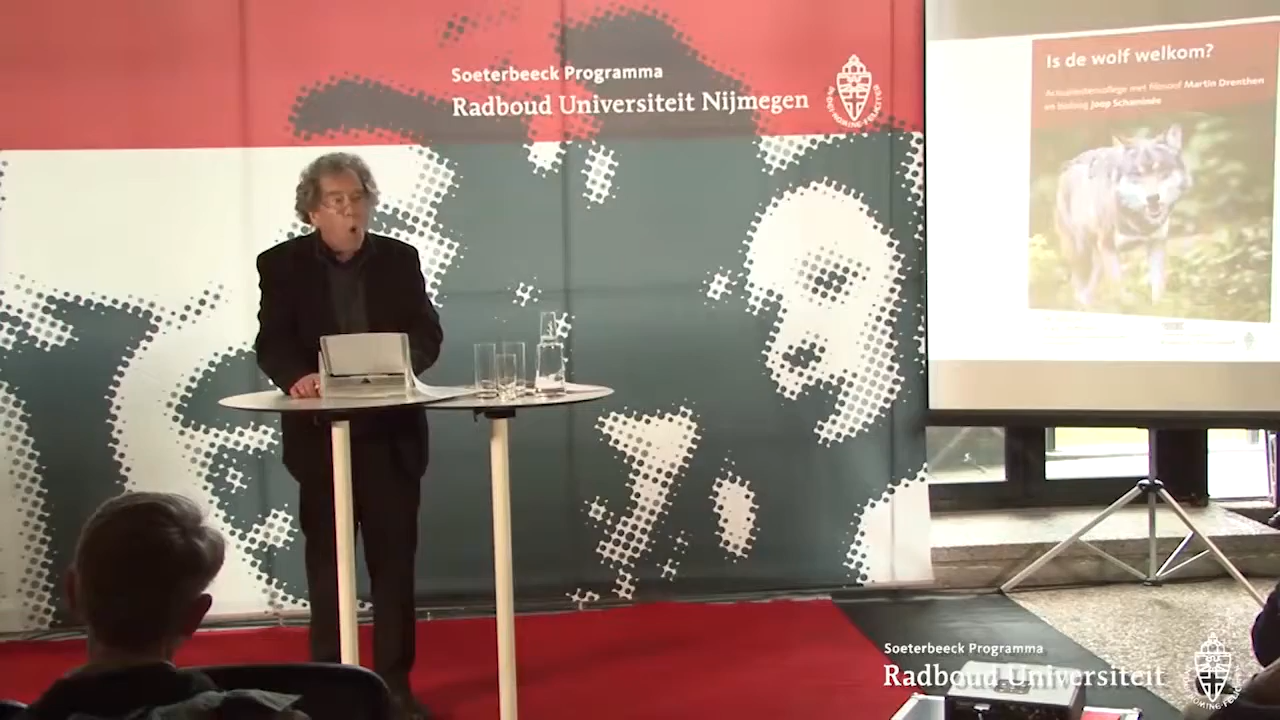 Soeterbeeck Programma
Radboud Universiteit Nijmegen
Is de wolf welkom?
Actualiteitencollege met filosoof Martin Drenthen
en bioloog Joop Schaminée
Soeterbeeck Programma
Radboud Universiteit